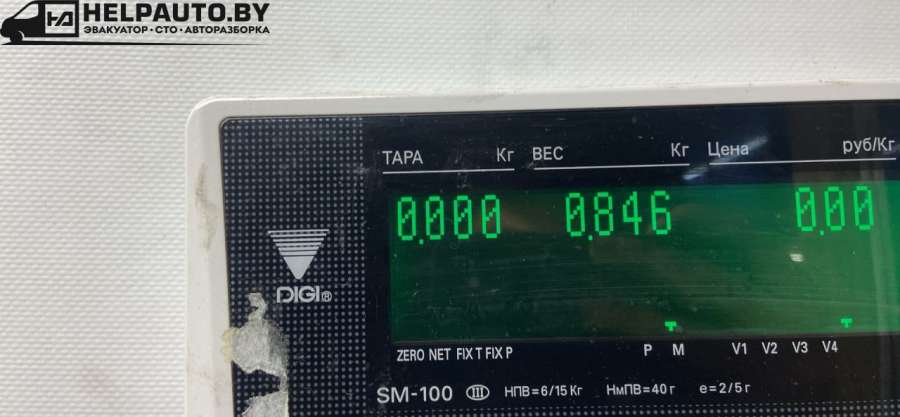 HELPAUTO.BY
ЭВАКУАТОР·СТО·АВТОРАЗБОРКА
ТАРА Кг ВЕС Кг Цена руб/Кг
0.000 0.846 0.00
DIGI®
ZERO NET FIX T FIX P P M V1 V2 V3 V4
SM-100 III НПВ=6/15 Кг НмПВ=40 г e=2/5 г